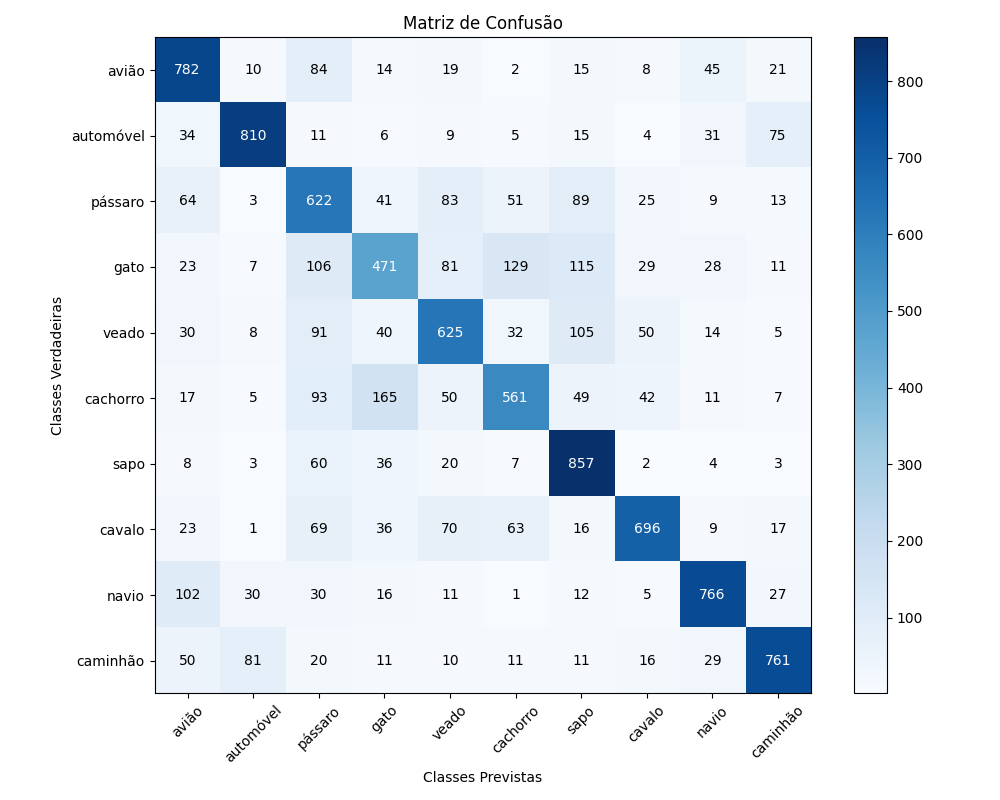 Matriz de Confusão
avião 782 10 84 14 19 2 15 8 45 21
automóvel 34 810 11 6 9 5 15 4 31 75
pássaro 64 3 622 41 83 51 89 25 9 13
gato 23 7 106 471 81 129 115 29 28 11
veado 30 8 91 40 625 32 105 50 14 5
cachorro 17 5 93 165 50 561 49 42 11 7
sapo 8 3 60 36 20 7 857 2 4 3
cavalo 23 1 69 36 70 63 16 696 9 17
navio 102 30 30 16 11 1 12 5 766 27
caminhão 50 81 20 11 10 11 11 16 29 761
avião automóvel pássaro gato veado cachorro sapo cavalo navio caminhão
Classes Previstas
Classes Verdadeiras
800
700
600
500
400
300
200
100